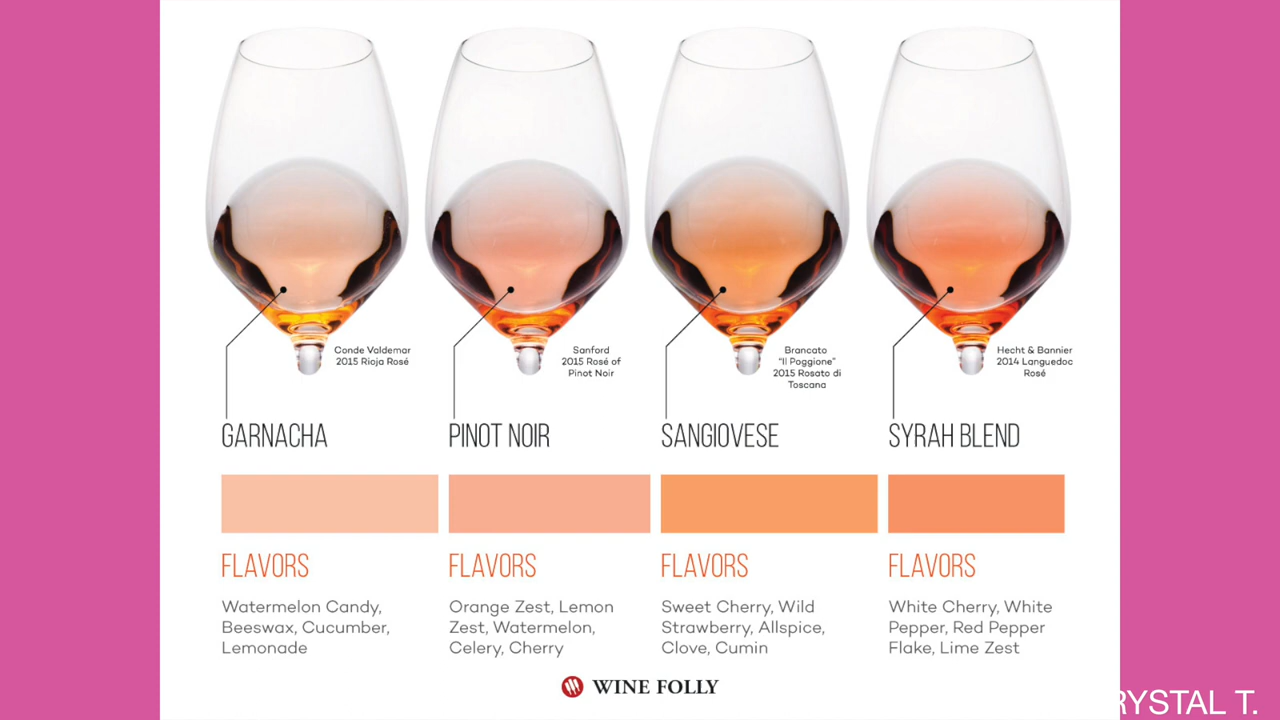 Conde Valdemar
2015 Rioja Rosé
Sanford
2015 Rosé of
Pinot Noir
Brancato
“Il Poggione”
2015 Rosato di
Toscana
Hecht & Bannier
2014 Languedoc
Rosé
GARNACHA
PINOT NOIR
SANGIOVESE
SYRAH BLEND
FLAVORS
Watermelon Candy,
Beeswax, Cucumber,
Lemonade
FLAVORS
Orange Zest, Lemon
Zest, Watermelon,
Celery, Cherry
FLAVORS
Sweet Cherry, Wild
Strawberry, Allspice,
Clove, Cumin
FLAVORS
White Cherry, White
Pepper, Red Pepper
Flake, Lime Zest
WINE FOLLY
RYSTAL T.